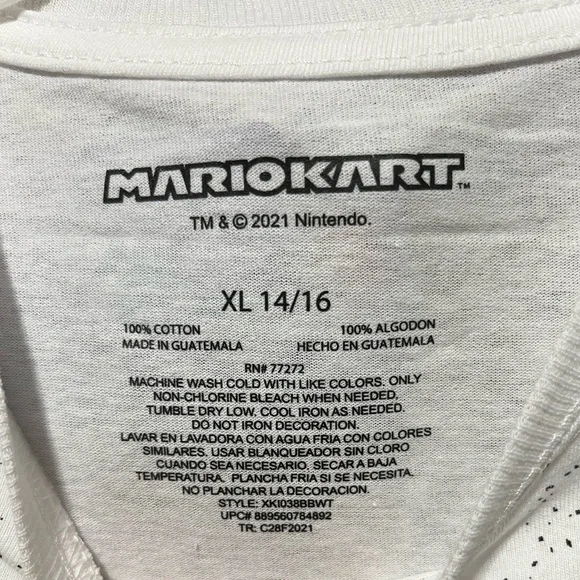 MARIOKART™
TM & © 2021 Nintendo.
XL 14/16
100% COTTON 100% ALGODON
MADE IN GUATEMALA HECHO EN GUATEMALA
RN# 77272
MACHINE WASH COLD WITH LIKE COLORS. ONLY
NON-CHLORINE BLEACH WHEN NEEDED,
TUMBLE DRY LOW. COOL IRON AS NEEDED.
DO NOT IRON DECORATION.
LAVAR EN LAVADORA CON AGUA FRIA CON COLORES
SIMILARES. USAR BLANQUEADOR SIN CLORO
CUANDO SEA NECESARIO. SECAR A BAJA
TEMPERATURA. PLANCHA FRIA SI SE NECESITA.
NO PLANCHAR LA DECORACION.
STYLE: XKI038BBWT
UPC# 889560784892
TR: C28F2021